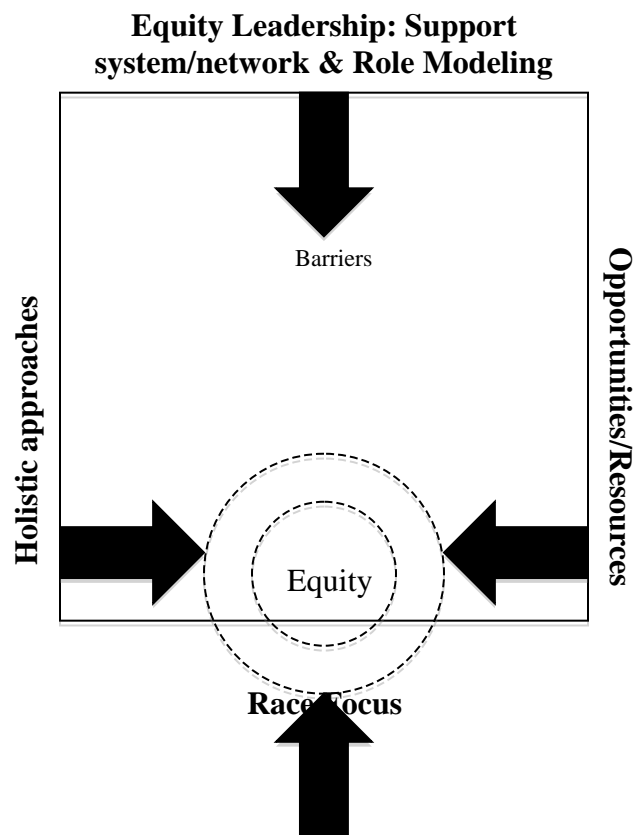 Equity Leadership: Support
system/network & Role Modeling
Barriers
Opportunities/Resources
Holistic approaches
Equity
Race Focus